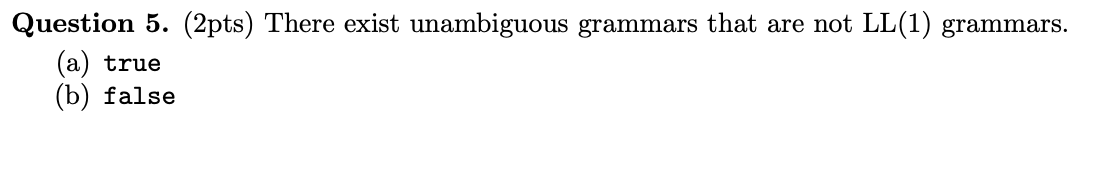 Question 5. (2pts) There exist unambiguous grammars that are not LL(1) grammars.
(a) true
(b) false